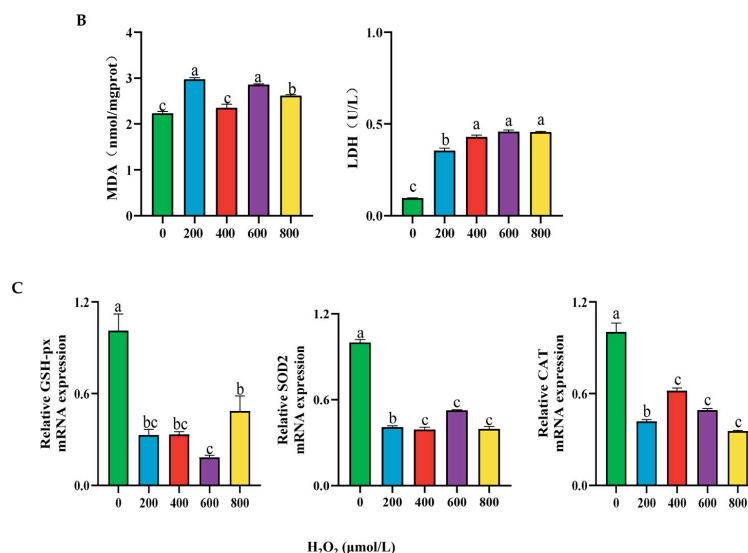 B
MDA（nmol/mgprot）
4
3
2
1
0
c
a
c
a
b
0
200
400
600
800
LDH（U/L）
1.0
0.5
0.0
c
b
a
a
a
0
200
400
600
800
C
Relative GSH-px
mRNA expression
1.2
0.6
0.0
a
bc
bc
c
b
0
200
400
600
800
Relative SOD2
mRNA expression
1.2
0.6
0.0
a
b
c
c
c
0
200
400
600
800
Relative CAT
mRNA expression
1.2
0.6
0.0
a
b
c
c
c
0
200
400
600
800
H₂O₂ (μmol/L)